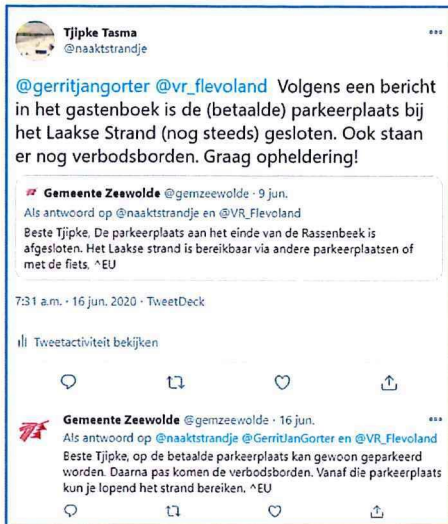 Tjipke Tasma
@naaktstrandje
@gerritjangorter @vr_flevoland Volgens een bericht
in het gastenboek is de (betaalde) parkeerplaats bij
het Laakse Strand (nog steeds) gesloten. Ook staan
er nog verbodsborden. Graag opheldering!
Gemeente Zeewolde @gemzeewolde · 9 jun.
Als antwoord op @naaktstrandje en @VR_Flevoland
Beste Tjipke, De parkeerplaats aan het einde van de Rassenbeek is
afgesloten. Het Laakse strand is bereikbaar via andere parkeerplaatsen of
met de fiets. ^EU
7:31 a.m. · 16 jun. 2020 · TweetDeck
Tweetactiviteit bekijken
Gemeente Zeewolde @gemzeewolde · 16 jun.
Als antwoord op @naaktstrandje @GerritJanGorter en @VR_Flevoland
Beste Tjipke, op de betaalde parkeerplaats kan gewoon geparkeerd
worden. Daarna pas komen de verbodsborden. Vanaf die parkeerplaats
kun je lopend het strand bereiken. ^EU